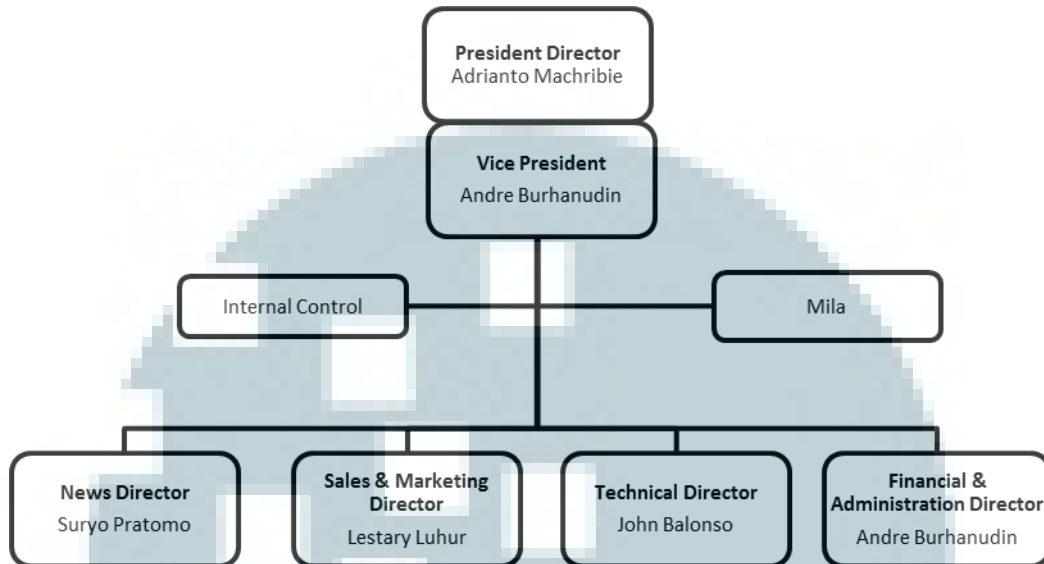 President Director
Adrianto Machribie
Vice President
Andre Burhanudin
Internal Control
Mila
News Director
Suryo Pratomo
Sales & Marketing
Director
Lestary Luhur
Technical Director
John Balonso
Financial &
Administration Director
Andre Burhanudin